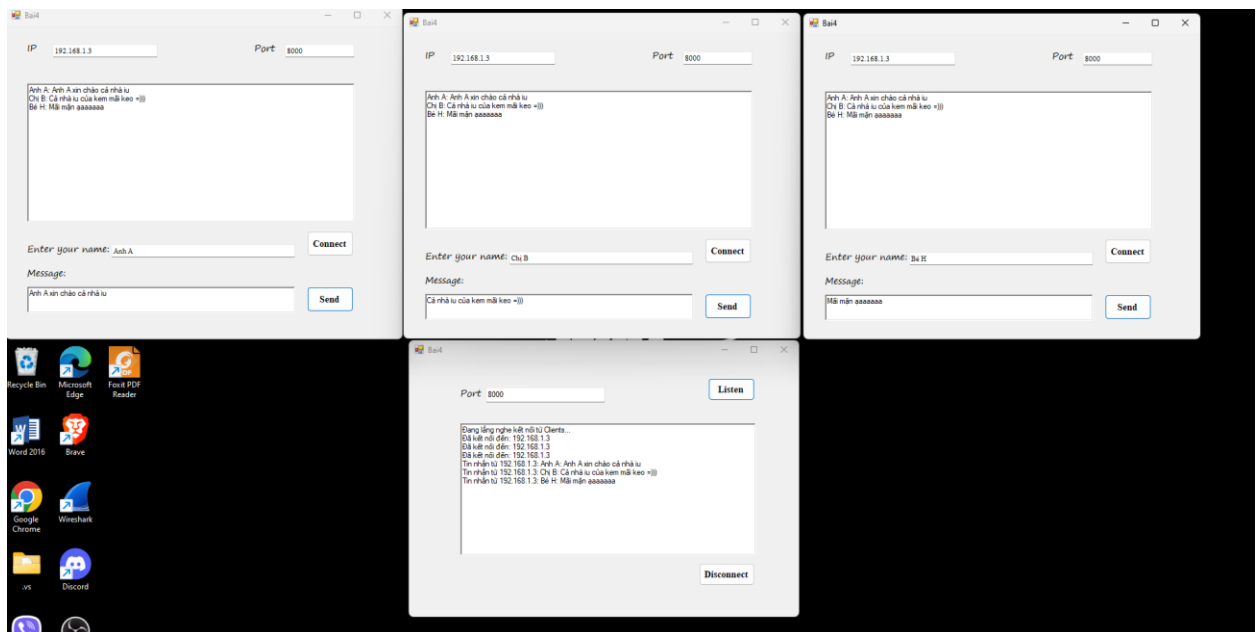 Bai4
IP 192.168.1.3 Port 8000
Anh A: Anh A xin chào cả nhà iu
Chị B: Cả nhà iu của kem mãi keo =)))
Bé H: Mãi mận ạaaaaaa
Enter your name: Anh A
Connect
Message:
Anh A xin chào cả nhà iu
Send
Bai4
IP 192.168.1.3 Port 8000
Anh A: Anh A xin chào cả nhà iu
Chị B: Cả nhà iu của kem mãi keo =)))
Bé H: Mãi mận ạaaaaaa
Enter your name: Chị B
Connect
Message:
Cả nhà iu của kem mãi keo =)))
Send
Bai4
IP 192.168.1.3 Port 8000
Anh A: Anh A xin chào cả nhà iu
Chị B: Cả nhà iu của kem mãi keo =)))
Bé H: Mãi mận ạaaaaaa
Enter your name: Bé H
Connect
Message:
Mãi mận ạaaaaaa
Send
Recycle Bin
Microsoft
Edge
Foxit PDF
Reader
Word 2016
Brave
Google
Chrome
Wireshark
.vs
Discord
Bai4
Port 8000
Listen
Đang lắng nghe kết nối từ Clients...
Đã kết nối đến: 192.168.1.3
Đã kết nối đến: 192.168.1.3
Đã kết nối đến: 192.168.1.3
Tin nhắn từ 192.168.1.3: Anh A: Anh A xin chào cả nhà iu
Tin nhắn từ 192.168.1.3: Chị B: Cả nhà iu của kem mãi keo =)))
Tin nhắn từ 192.168.1.3: Bé H: Mãi mận ạaaaaaa
Disconnect